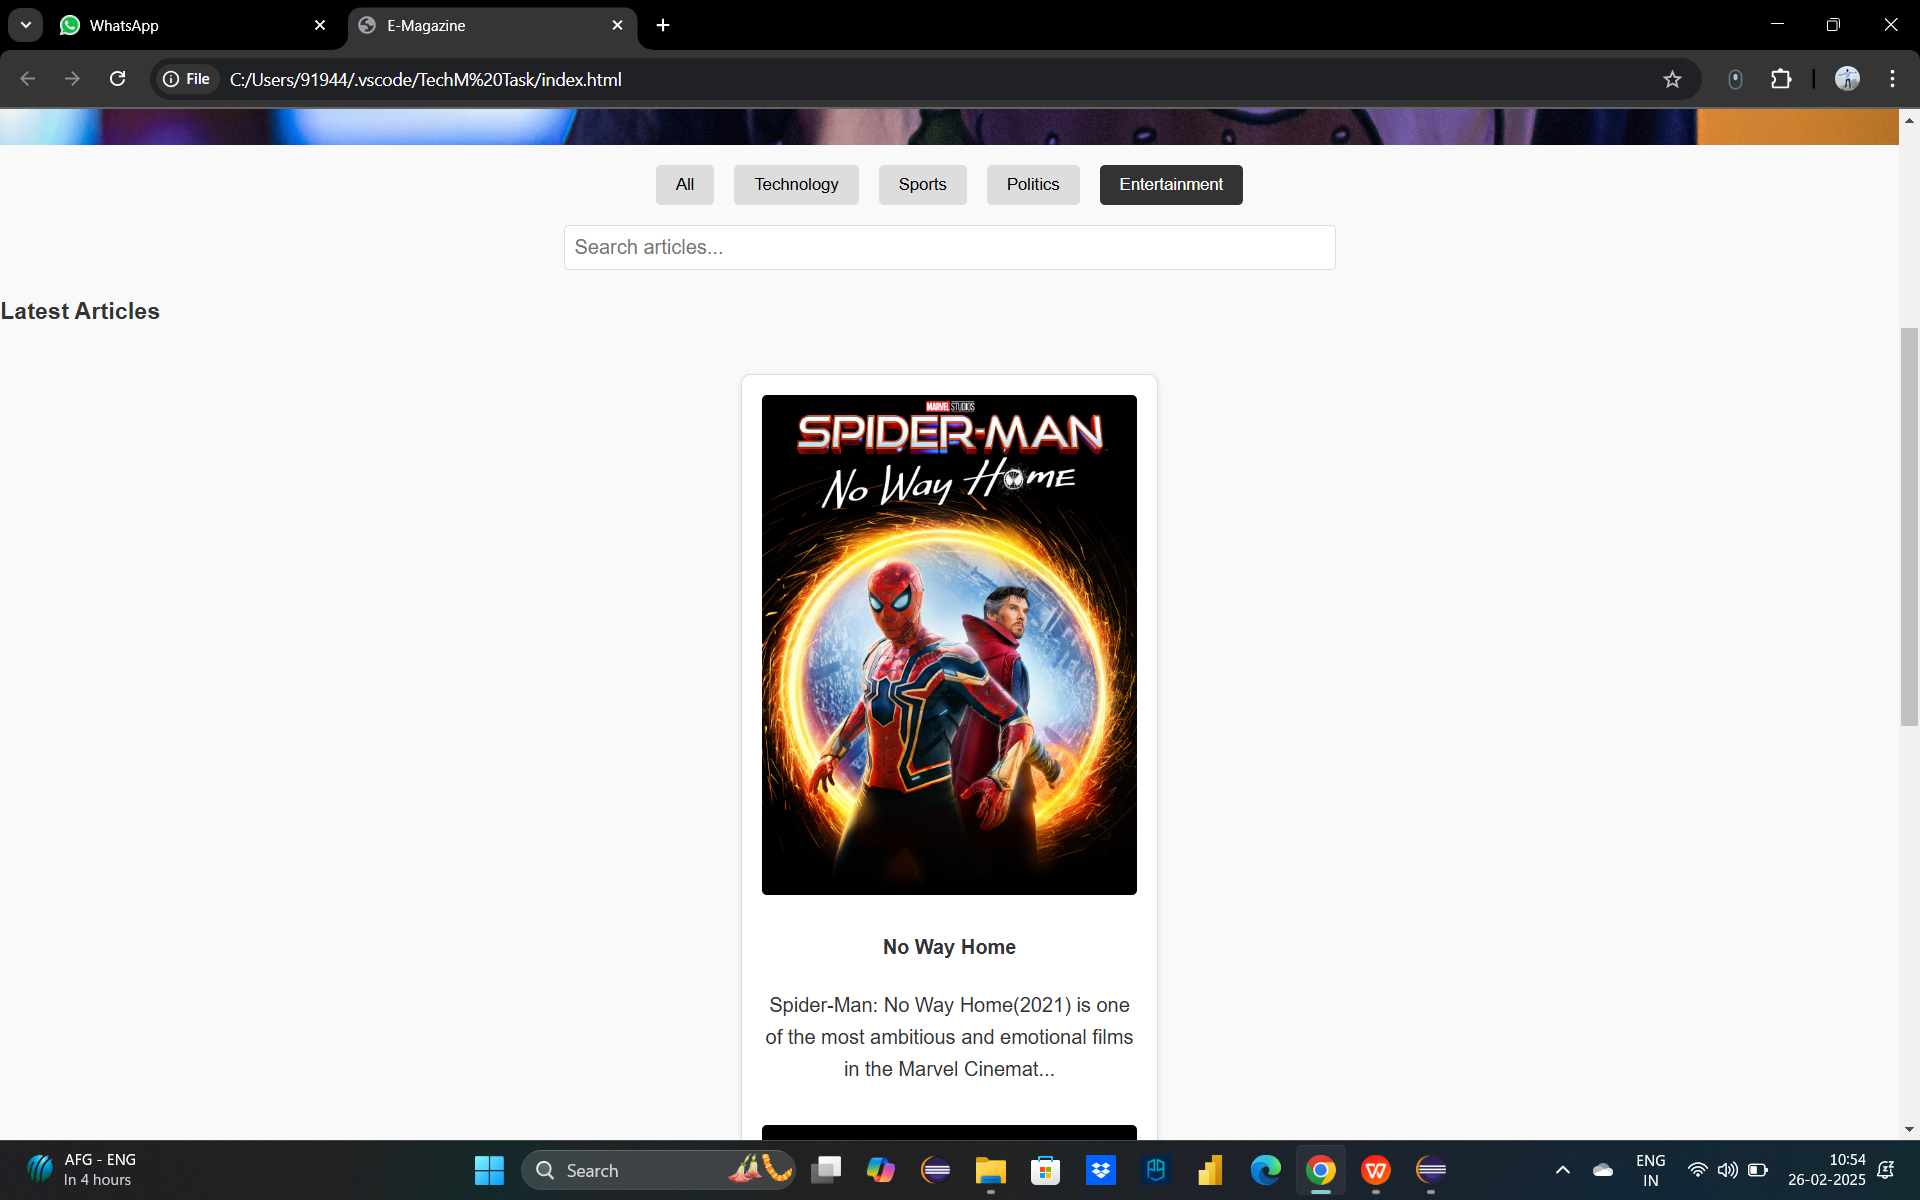 WhatsApp
E-Magazine
File
C:/Users/91944/.vscode/TechM%20Task/index.html
All
Technology
Sports
Politics
Entertainment
Search articles...
Latest Articles
MARVEL STUDIOS
SPIDER-MAN
No Way Home
No Way Home
Spider-Man: No Way Home(2021) is one
of the most ambitious and emotional films
in the Marvel Cinemat...
AFG - ENG
In 4 hours
Search
ENG
IN
10:54
26-02-2025